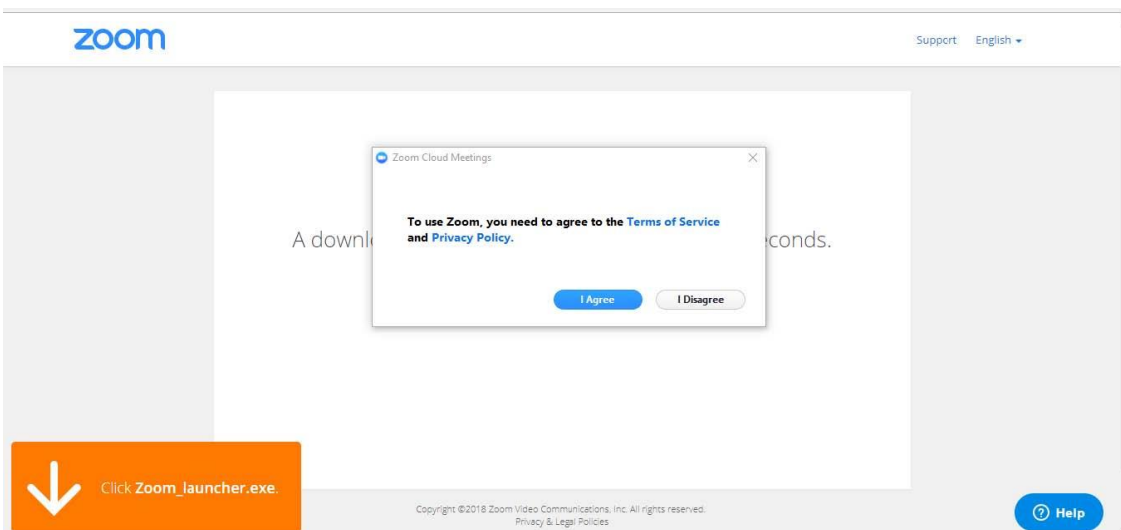 zoom
Support English
Zoom Cloud Meetings
To use Zoom, you need to agree to the Terms of Service
and Privacy Policy.
A downl
conds.
I Agree I Disagree
Click Zoom_launcher.exe.
Copyright ©2018 Zoom Video Communications, Inc. All rights reserved.
Privacy & Legal Policies
Help